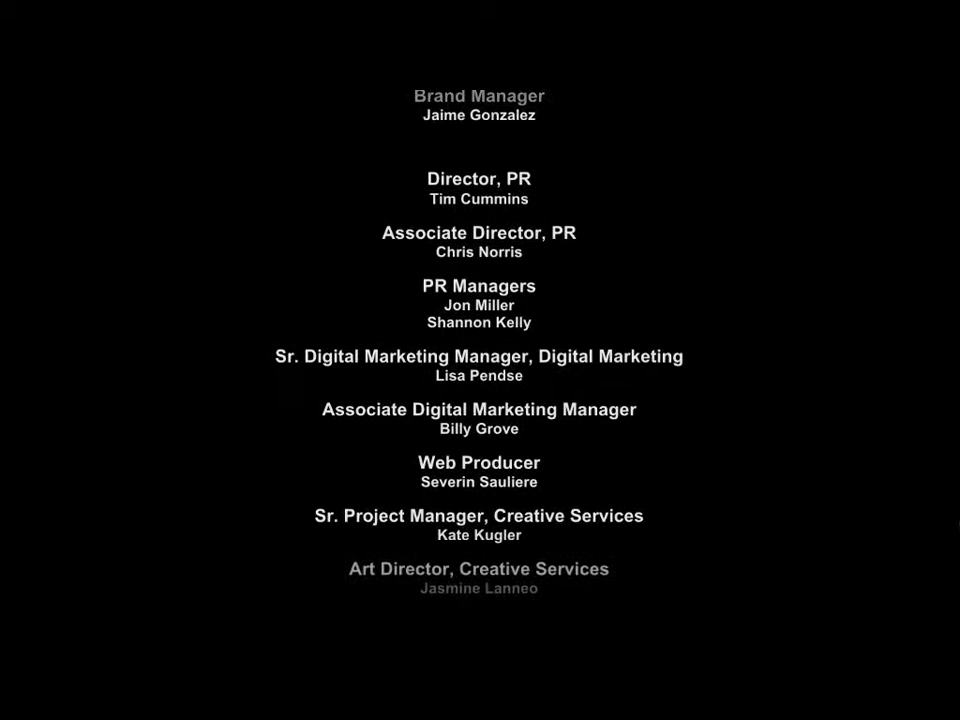 Brand Manager
Jaime Gonzalez
Director, PR
Tim Cummins
Associate Director, PR
Chris Norris
PR Managers
Jon Miller
Shannon Kelly
Sr. Digital Marketing Manager, Digital Marketing
Lisa Pendse
Associate Digital Marketing Manager
Billy Grove
Web Producer
Severin Sauliere
Sr. Project Manager, Creative Services
Kate Kugler
Art Director, Creative Services
Jasmine Lanneo